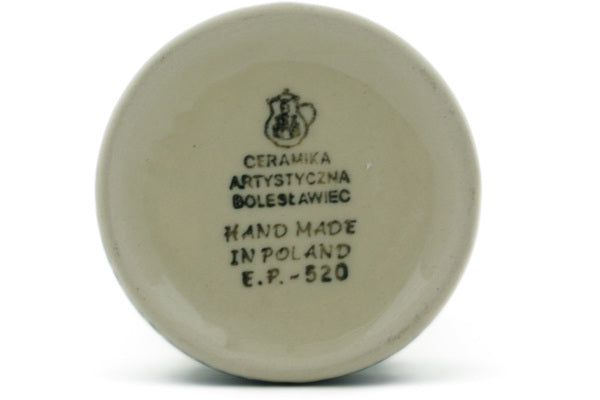 CERAMIKA
ARTYSTYCZNA
BOLESŁAWIEC
HAND MADE
IN POLAND
E.P.-520